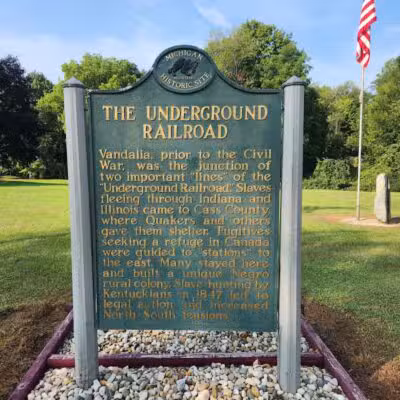 MICHIGAN
HISTORIC SITE
THE UNDERGROUND
RAILROAD
Vandalia, prior to the Civil
War, was the junction of
two important "lines" of the
"Underground Railroad." Slaves
fleeing through Indiana and
Illinois came to Cass County,
where Quakers and others
gave them shelter. Fugitives
seeking a refuge in Canada
were guided to "stations" to
the east. Many stayed here
and built a unique Negro
rural colony. Slave hunting by
Kentuckians in 1847 led to
legal action and increased
North South tensions.